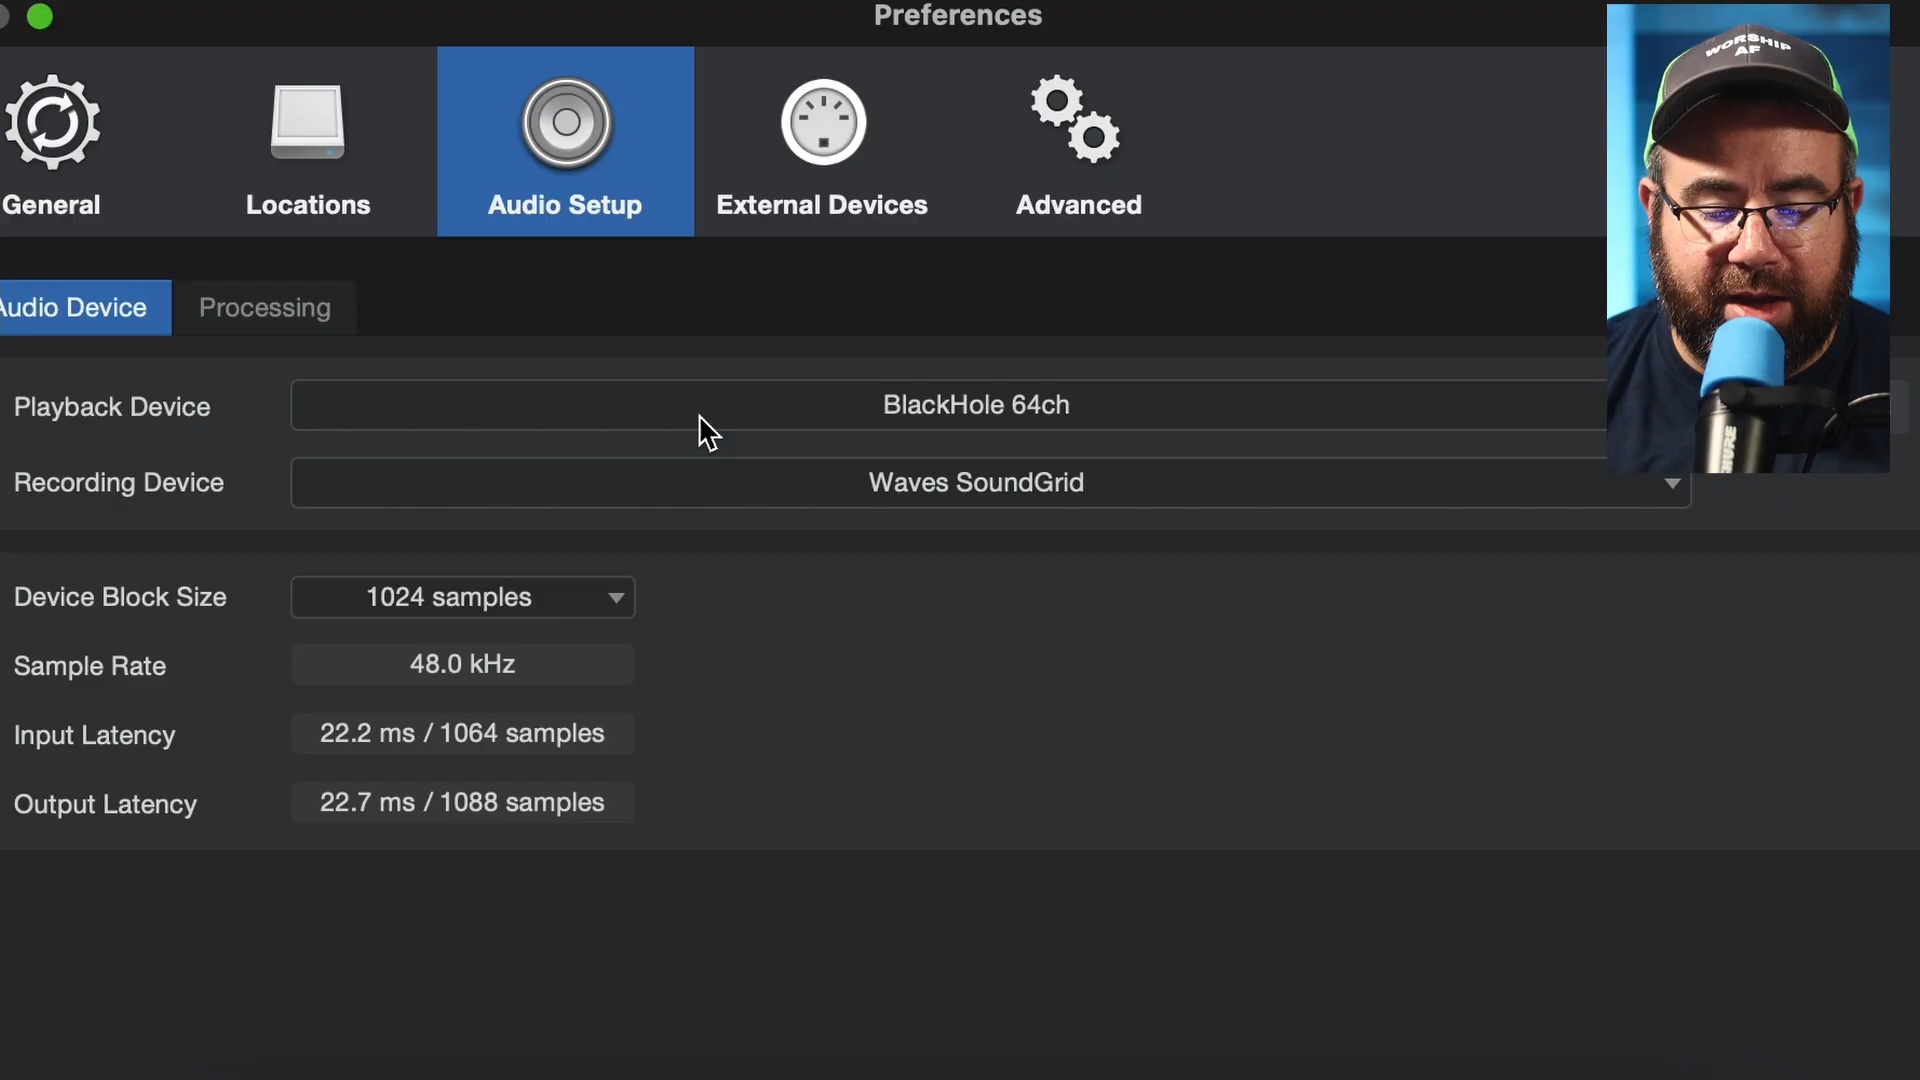 Preferences
General
Locations
Audio Setup
External Devices
Advanced
Audio Device
Processing
Playback Device
BlackHole 64ch
Recording Device
Waves SoundGrid
Device Block Size
1024 samples
Sample Rate
48.0 kHz
Input Latency
22.2 ms / 1064 samples
Output Latency
22.7 ms / 1088 samples
WORSHIP
AF
SHURE